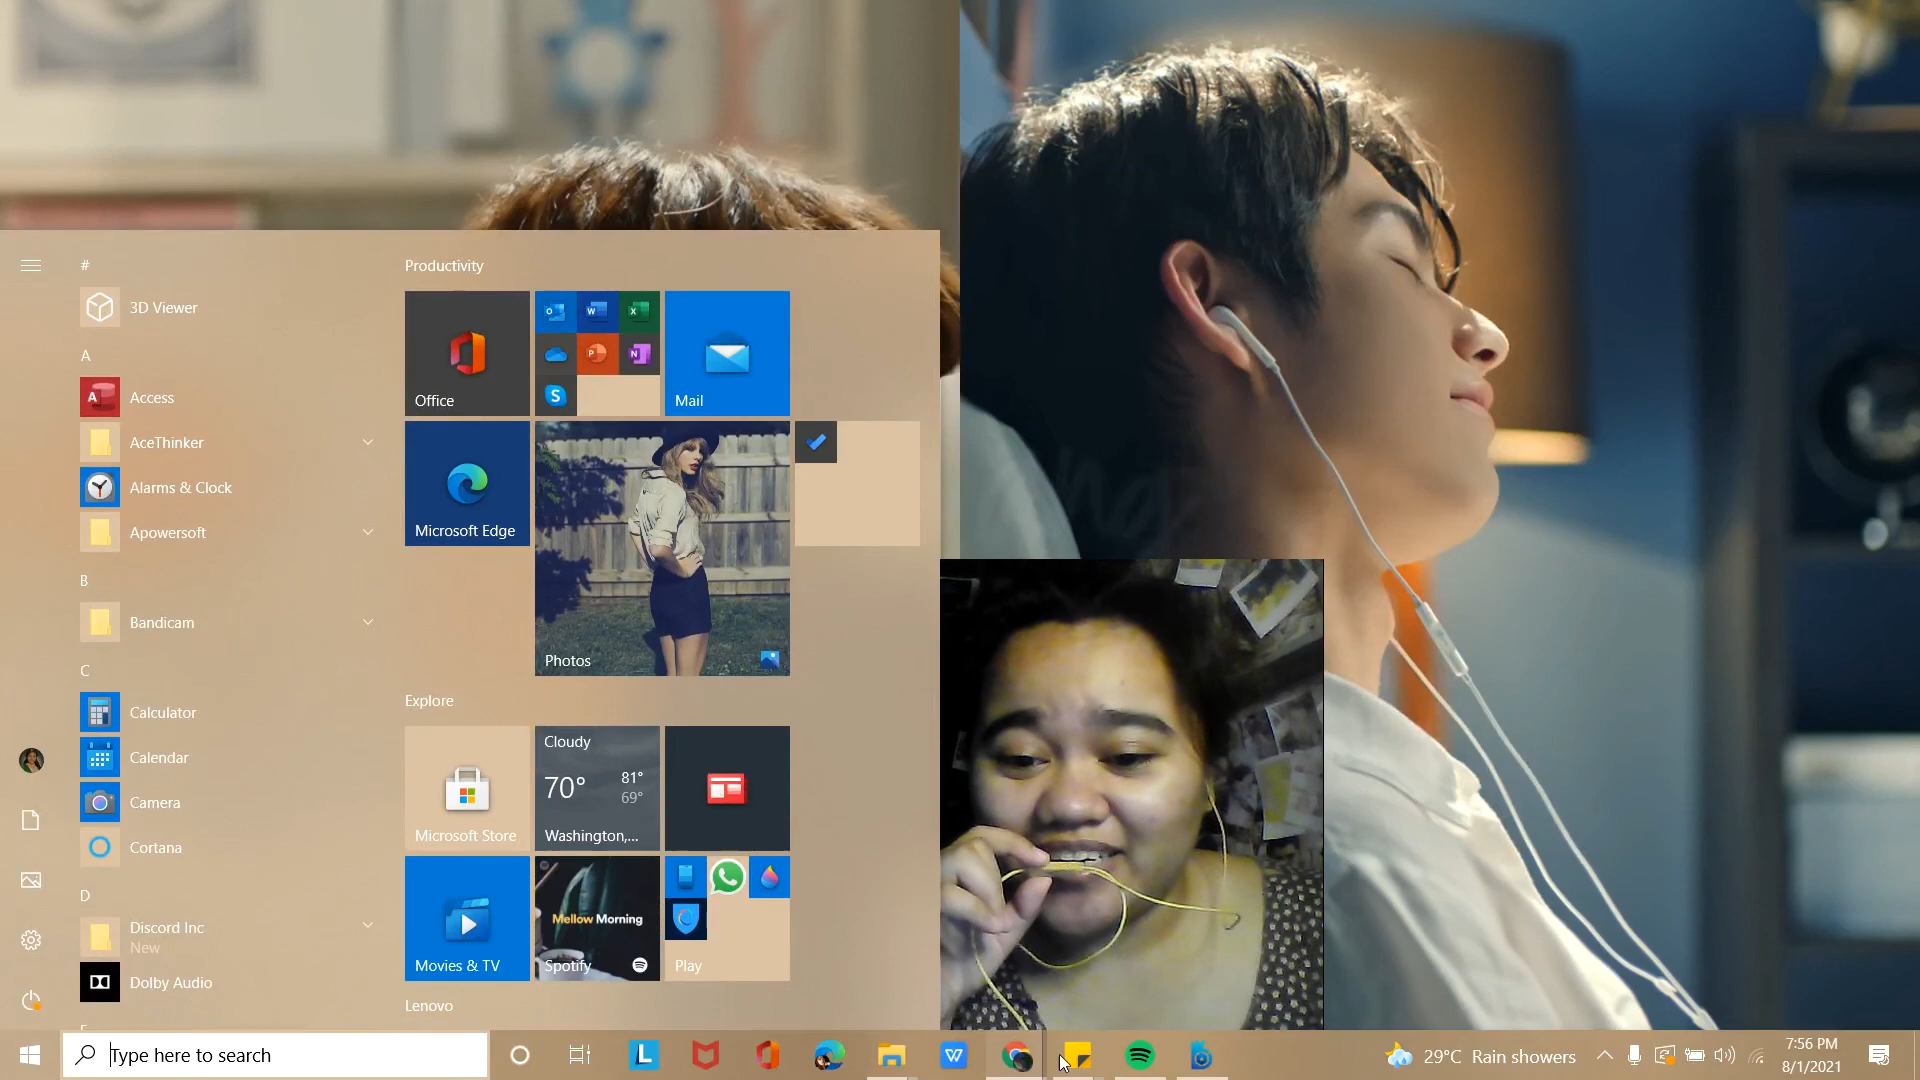 #
3D Viewer
A
Access
AceThinker
Alarms & Clock
Apowersoft
B
Bandicam
C
Calculator
Calendar
Camera
Cortana
D
Discord Inc
New
Dolby Audio
Productivity
Office
Mail
Microsoft Edge
Photos
Explore
Microsoft Store
Cloudy
70°
81°
69°
Washington,...
Movies & TV
Mellow Morning
Spotify
Play
Lenovo
Type here to search
29°C Rain showers
7:56 PM
8/1/2021